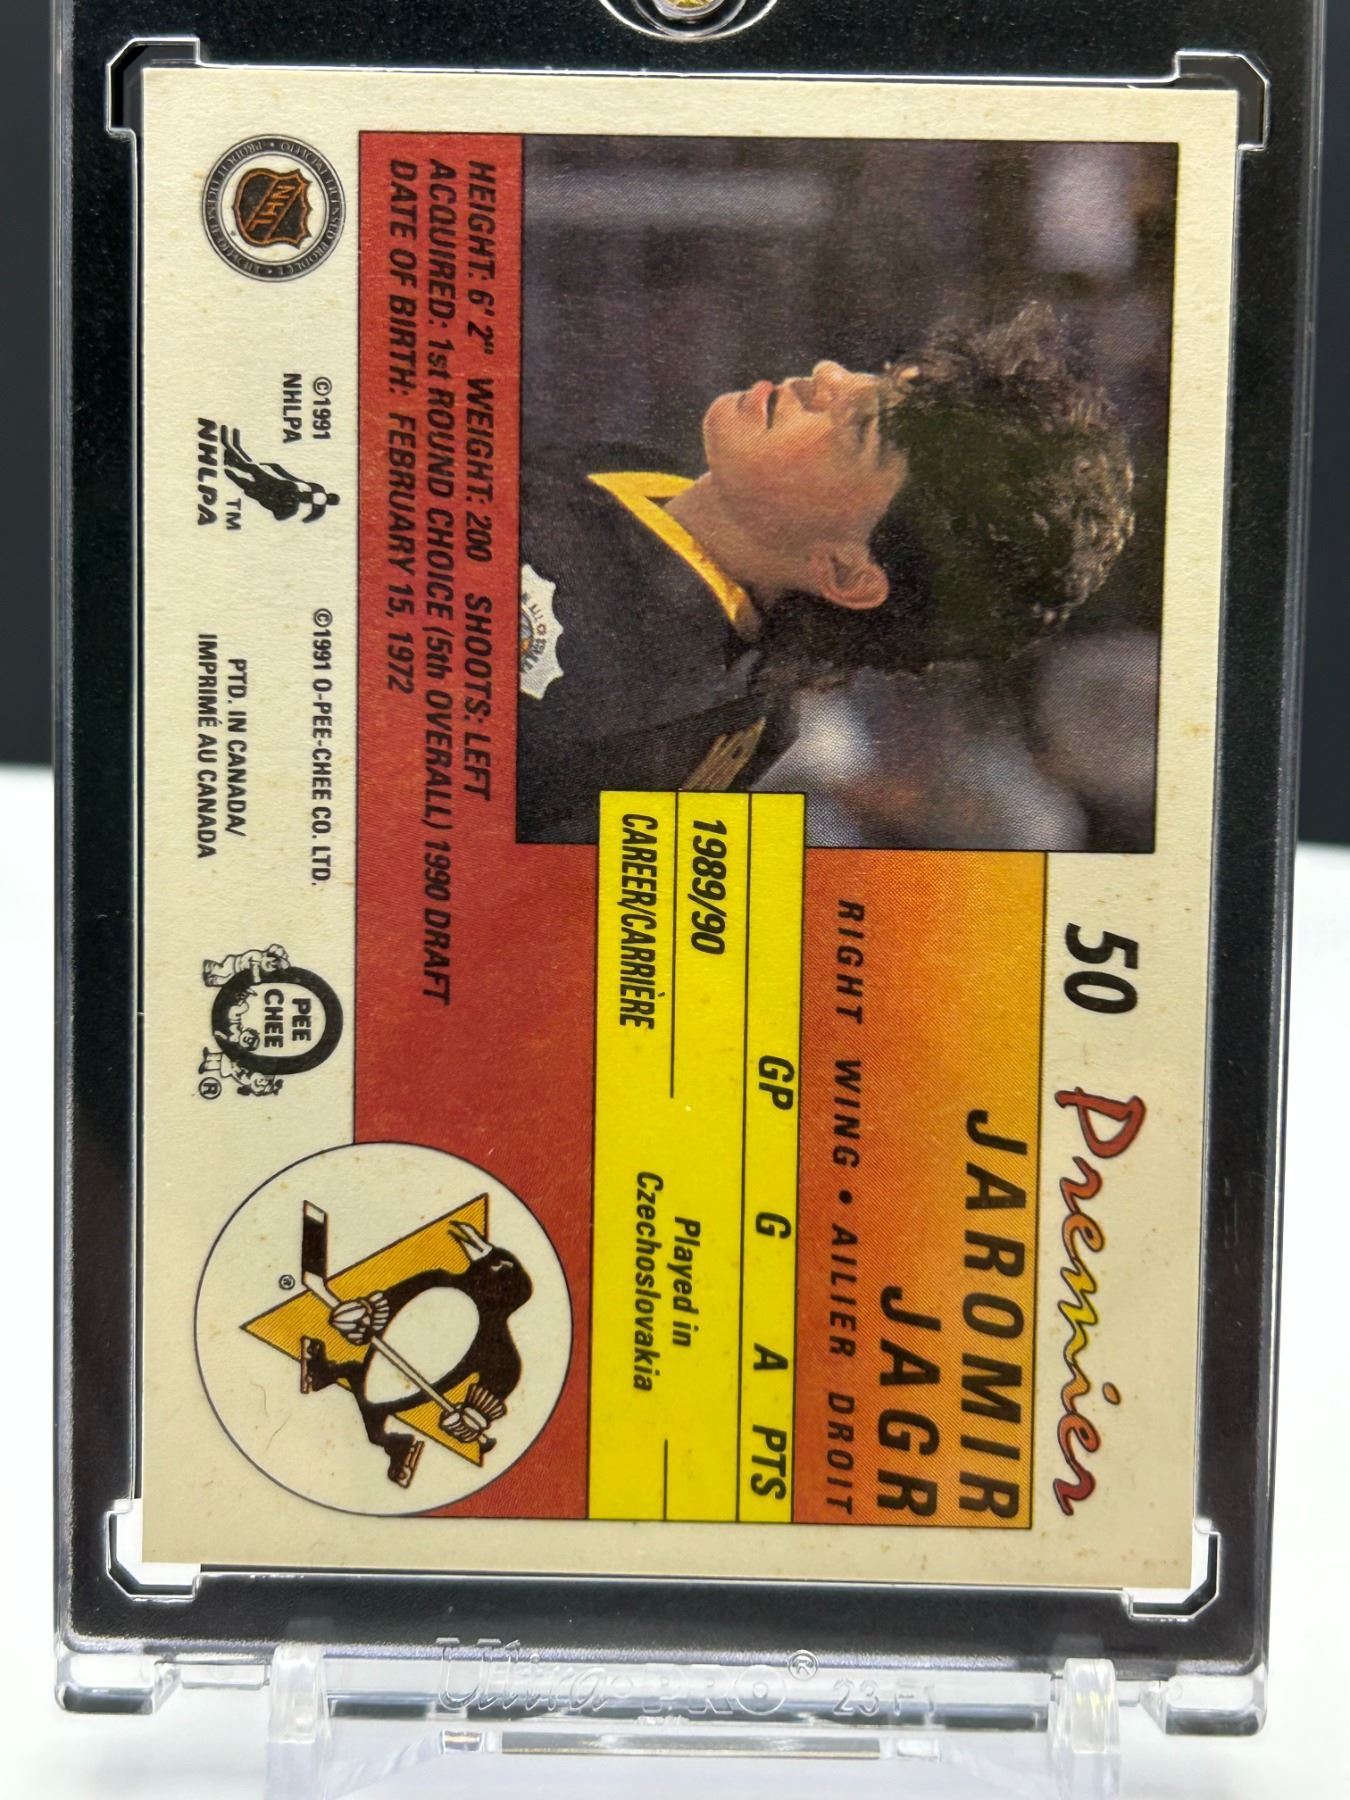 50 Premier
JAROMIR
JAGR
RIGHT WING • AILIER DROIT
GP G A PTS
1989/90
CAREER/CARRIÈRE
Played in
Czechoslovakia
HEIGHT: 6' 2" WEIGHT: 200 SHOOTS: LEFT
ACQUIRED: 1st ROUND CHOICE (5th OVERALL) 1990 DRAFT
DATE OF BIRTH: FEBRUARY 15, 1972
NHL
©1991
NHLPA
TM
NHLPA
©1991 O-PEE-CHEE CO. LTD.
PTD. IN CANADA/
IMPRIMÉ AU CANADA
O
PEE
CHEE
®
®
Ultra•PRO®